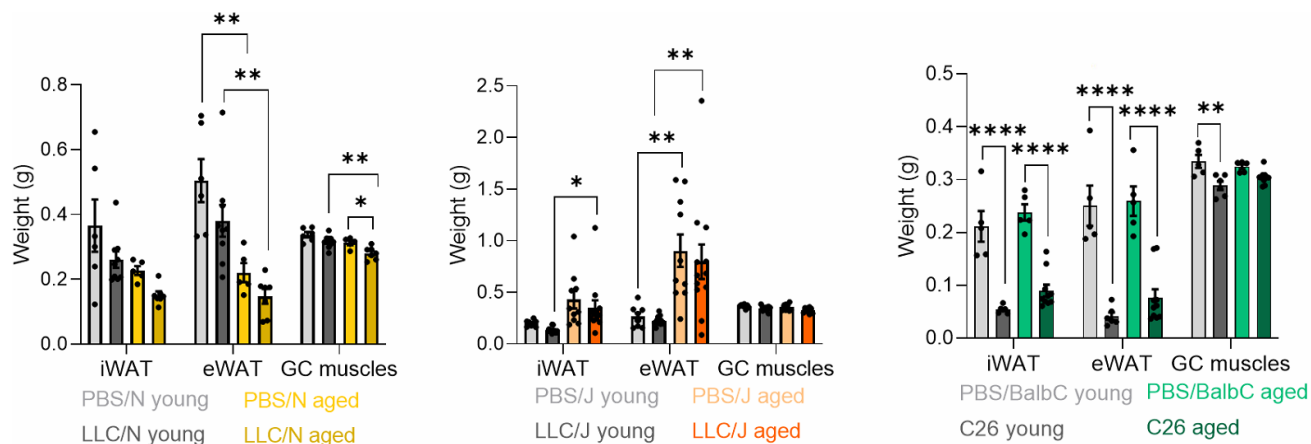 ** ** ** *
Weight (g)
0.8
0.6
0.4
0.2
0.0
iWAT eWAT GC muscles
PBS/N young PBS/N aged
LLC/N young LLC/N aged
* ** **
Weight (g)
2.5
2.0
1.5
1.0
0.5
0.0
iWAT eWAT GC muscles
PBS/J young PBS/J aged
LLC/J young LLC/J aged
**** **** **** **** **
Weight (g)
0.5
0.4
0.3
0.2
0.1
0.0
iWAT eWAT GC muscles
PBS/BalbC young PBS/BalbC aged
C26 young C26 aged